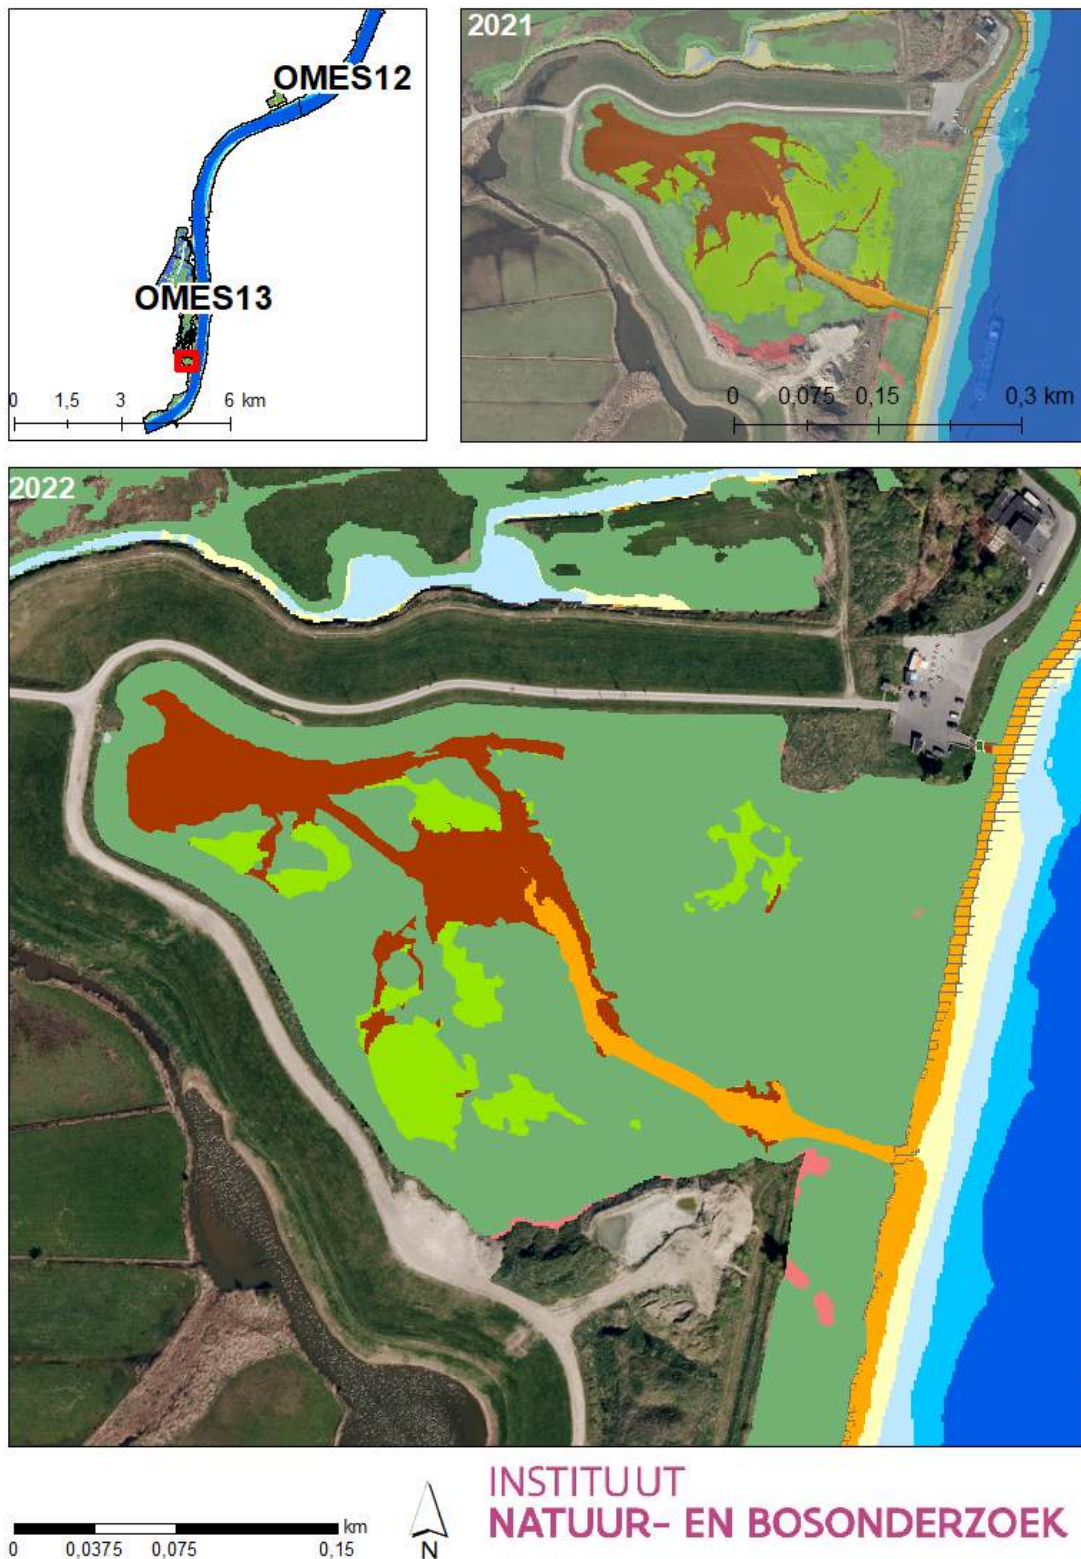 OMES12
OMES13
0 1,5 3 6 km
2021
0 0,075 0,15 0,3 km
2022
km
0 0,0375 0,075 0,15
N
INSTITUUT
NATUUR- EN BOSONDERZOEK